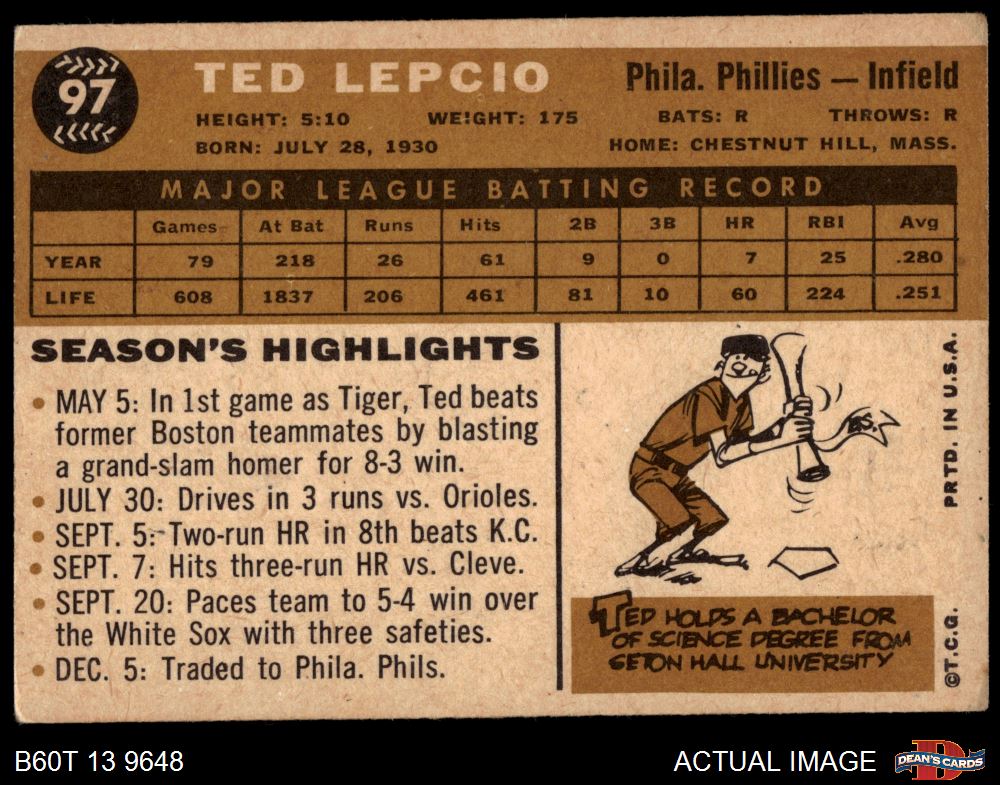 97
TED LEPCIO
Phila. Phillies — Infield
HEIGHT: 5:10 WEIGHT: 175 BATS: R THROWS: R
BORN: JULY 28, 1930 HOME: CHESTNUT HILL, MASS.
MAJOR LEAGUE BATTING RECORD
Games At Bat Runs Hits 2B 3B HR RBI Avg
YEAR 79 218 26 61 9 0 7 25 .280
LIFE 608 1837 206 461 81 10 60 224 .251
SEASON'S HIGHLIGHTS
• MAY 5: In 1st game as Tiger, Ted beats
former Boston teammates by blasting
a grand-slam homer for 8-3 win.
• JULY 30: Drives in 3 runs vs. Orioles.
• SEPT. 5: Two-run HR in 8th beats K.C.
• SEPT. 7: Hits three-run HR vs. Cleve.
• SEPT. 20: Paces team to 5-4 win over
the White Sox with three safeties.
• DEC. 5: Traded to Phila. Phils.
B.S.
TED HOLDS A BACHELOR
OF SCIENCE DEGREE FROM
SETON HALL UNIVERSITY
©T.C.G. PRTD. IN U.S.A.
B60T 13 9648
ACTUAL IMAGE
DEAN'S CARDS